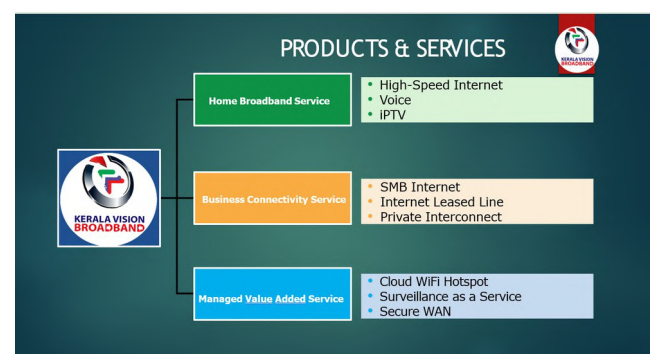 PRODUCTS & SERVICES
KERALA VISION
BROADBAND
Home Broadband Service
• High-Speed Internet
• Voice
• iPTV
KERALA VISION
BROADBAND
Business Connectivity Service
• SMB Internet
• Internet Leased Line
• Private Interconnect
Managed Value Added Service
• Cloud WiFi Hotspot
• Surveillance as a Service
• Secure WAN